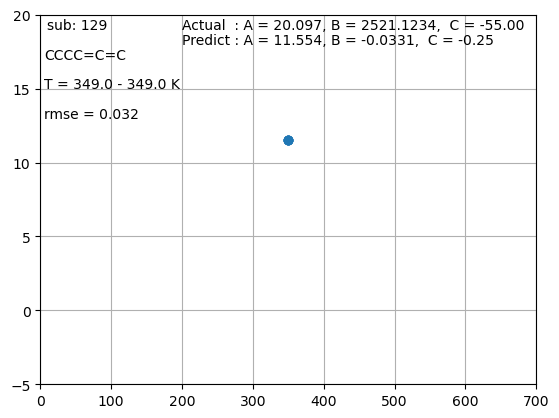 sub: 129
Actual  : A = 20.097, B = 2521.1234,  C = -55.00
Predict : A = 11.554, B = -0.0331,  C = -0.25
CCCC=C=C
T = 349.0 - 349.0 K
rmse = 0.032
20
15
10
5
0
−5
0 100 200 300 400 500 600 700